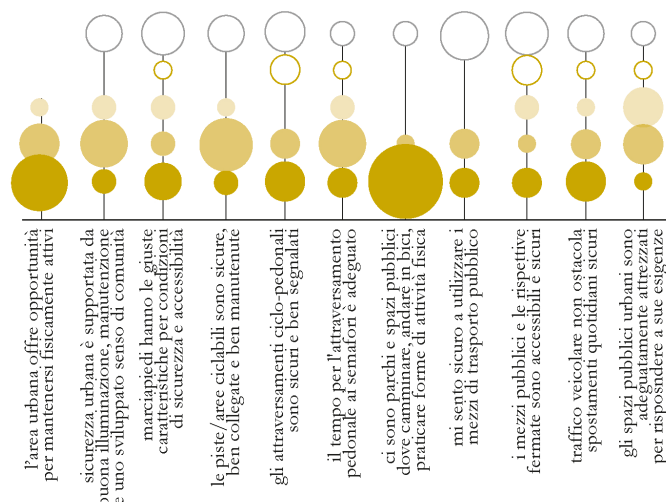 l'area urbana offre opportunità
per mantenersi fisicamente attivi
sicurezza urbana è supportata da
buona illuminazione, manutenzione
e uno sviluppato senso di comunità
marciapiedi hanno le giuste
caratteristiche per condizioni
di sicurezza e accessibilità
le piste/aree ciclabili sono sicure,
ben collegate e ben manutenute
gli attraversamenti ciclo-pedonali
sono sicuri e ben segnalati
il tempo per l'attraversamento
pedonale ai semafori è adeguato
ci sono parchi e spazi pubblici
dove camminare, andare in bici,
praticare forme di attività fisica
mi sento sicuro a utilizzare i
mezzi di trasporto pubblico
i mezzi pubblici e le rispettive
fermate sono accessibili e sicuri
traffico veicolare non ostacola
spostamenti quotidiani sicuri
gli spazi pubblici urbani sono
adeguatamente attrezzati
per rispondere a sue esigenze